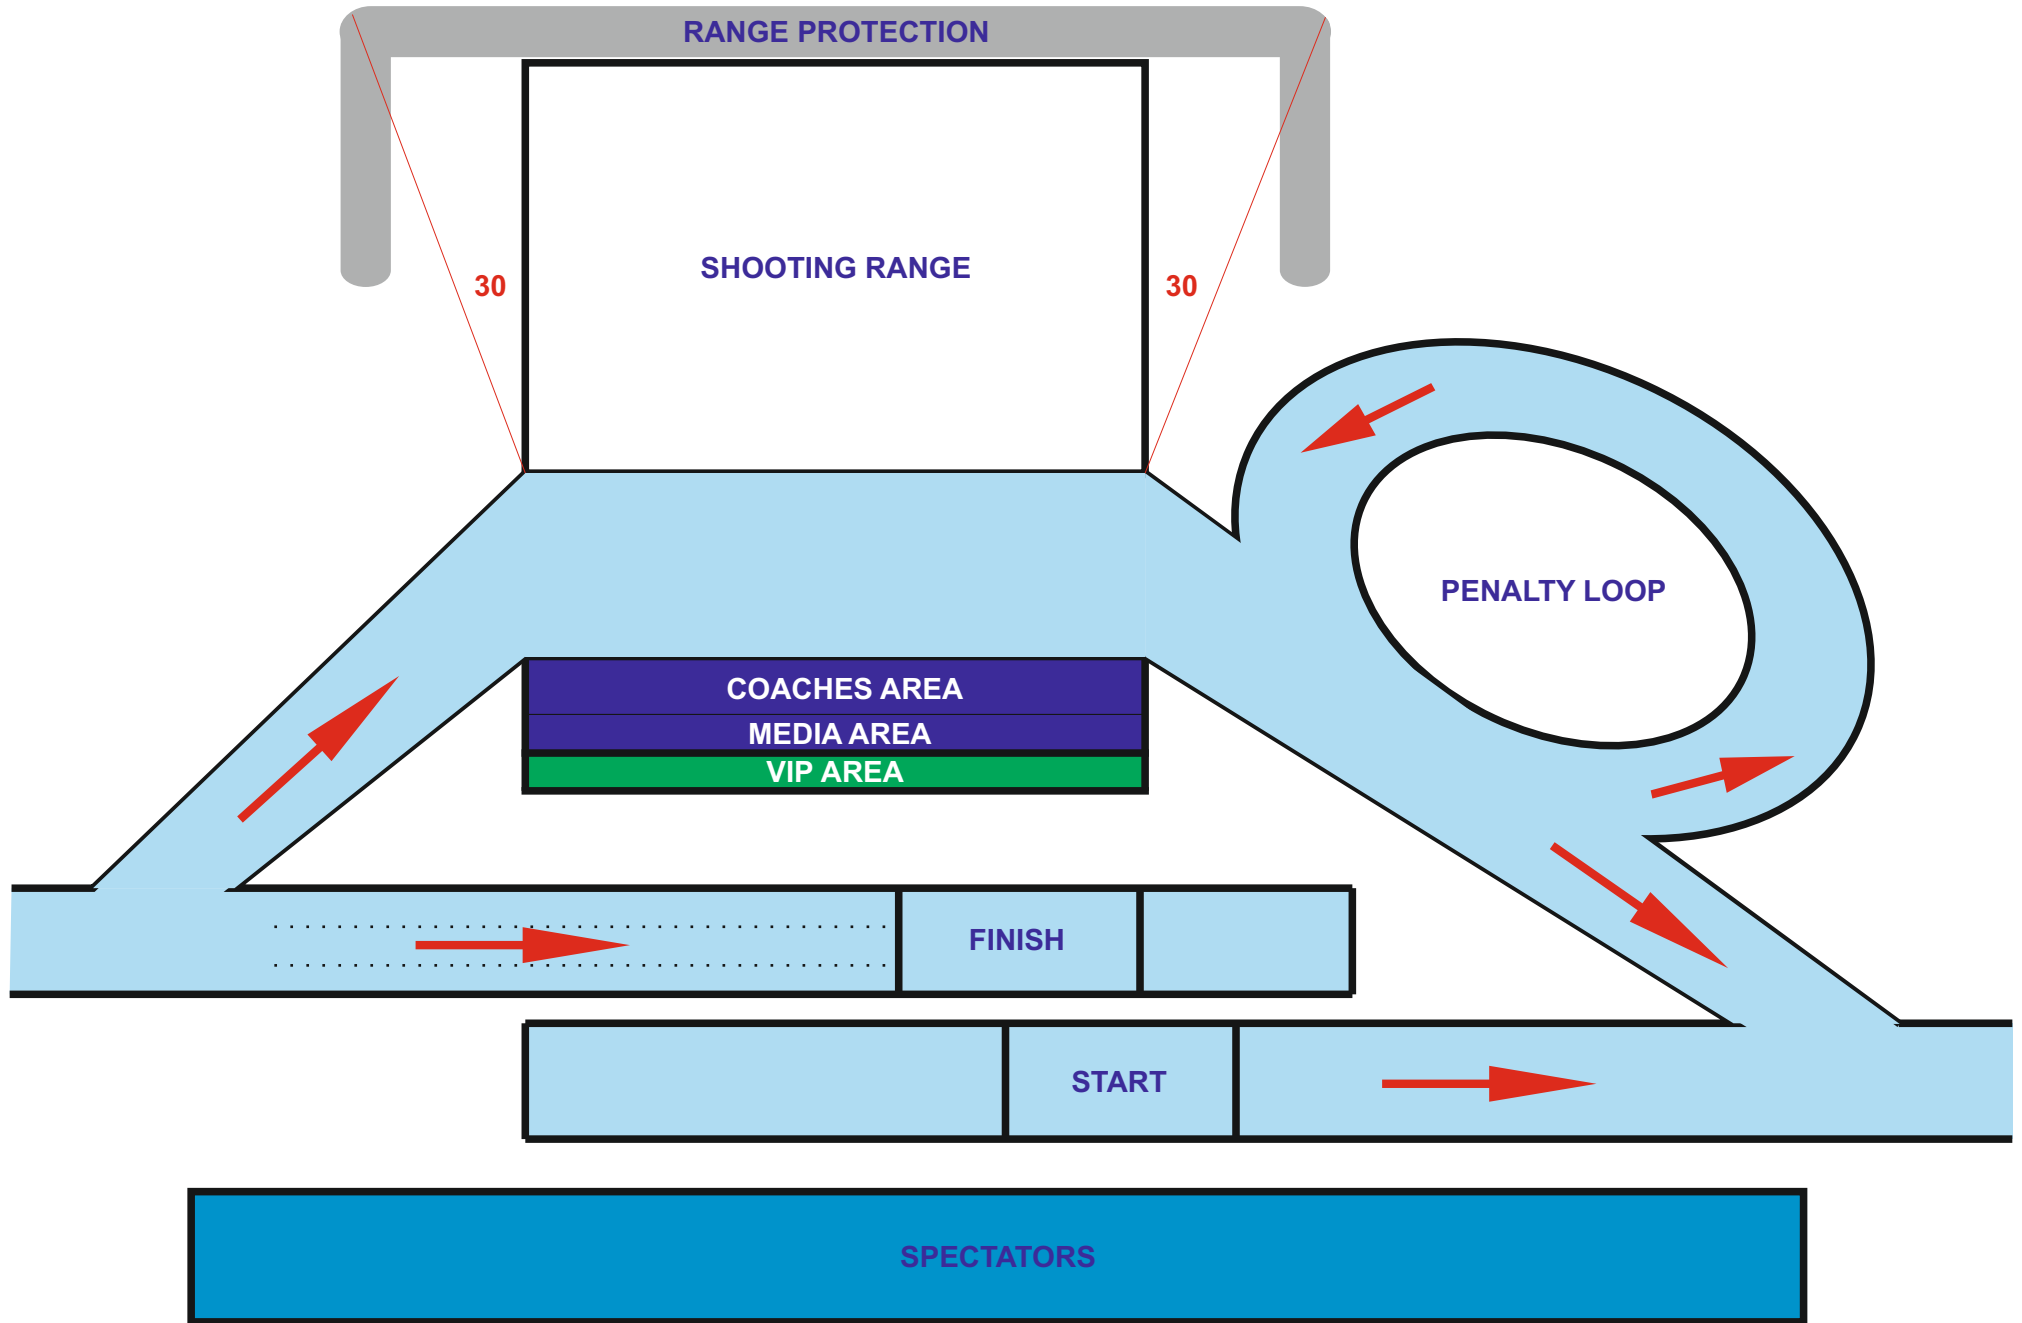 RANGE PROTECTION
SHOOTING RANGE
30
30
PENALTY LOOP
COACHES AREA
MEDIA AREA
VIP AREA
FINISH
START
SPECTATORS